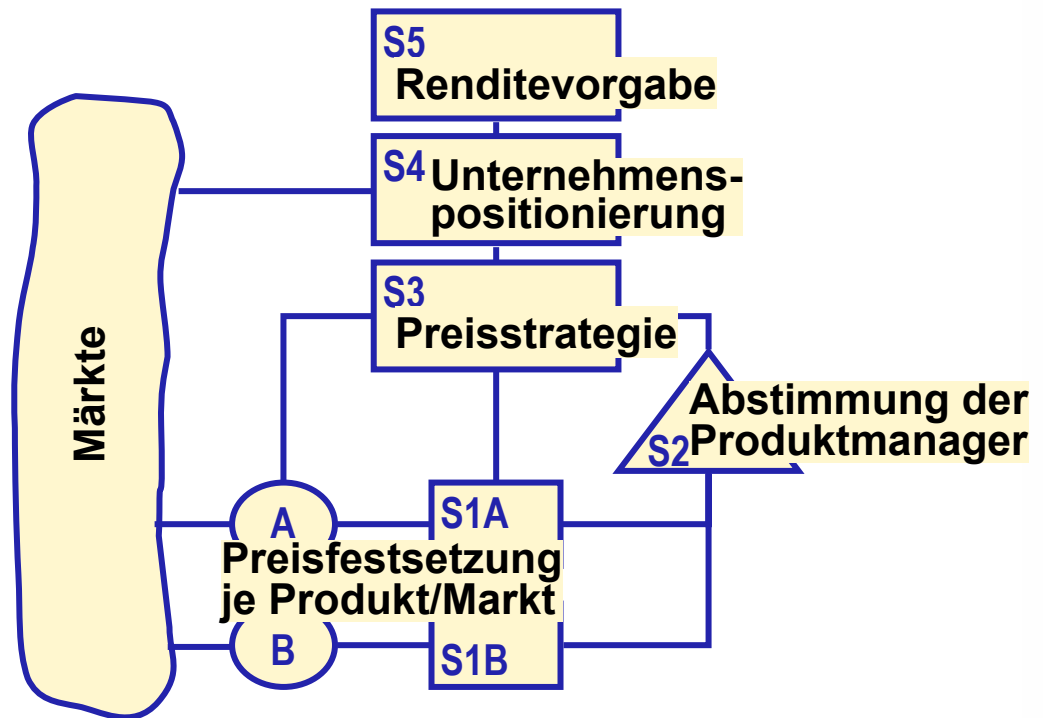 S5
Renditevorgabe
S4
Unternehmens-
positionierung
S3
Preisstrategie
Märkte
Abstimmung der
Produktmanager
S2
A
S1A
Preisfestsetzung
je Produkt/Markt
B
S1B